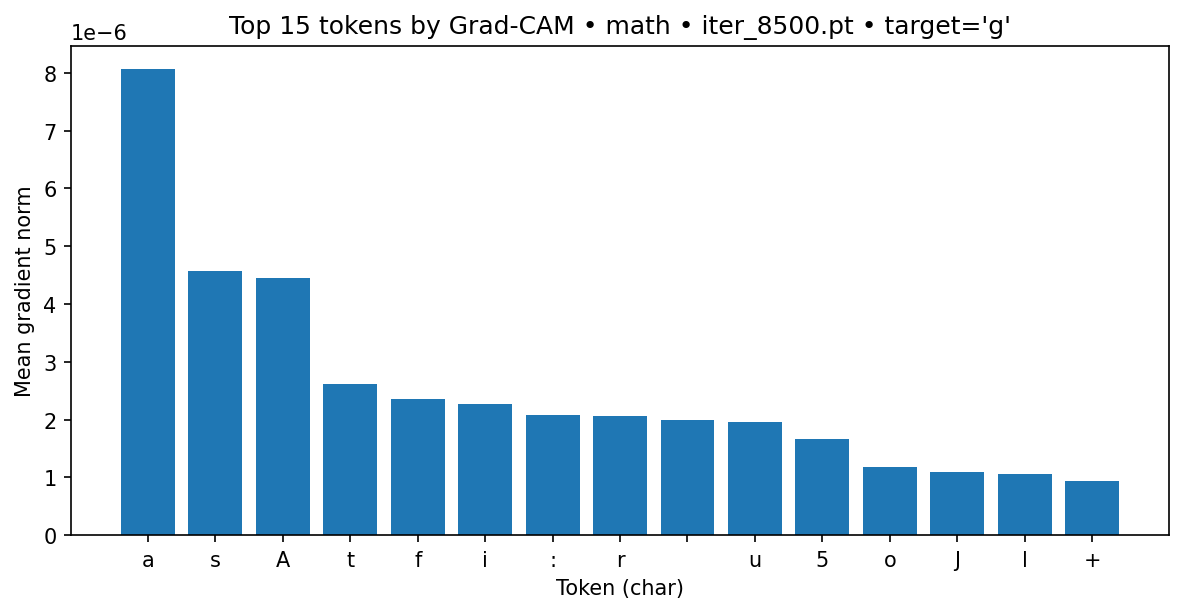 Top 15 tokens by Grad-CAM • math • iter_8500.pt • target='g'
1e−6
8
7
6
5
4
3
2
1
0
Mean gradient norm
a s A t f i : r u 5 o J l +
Token (char)